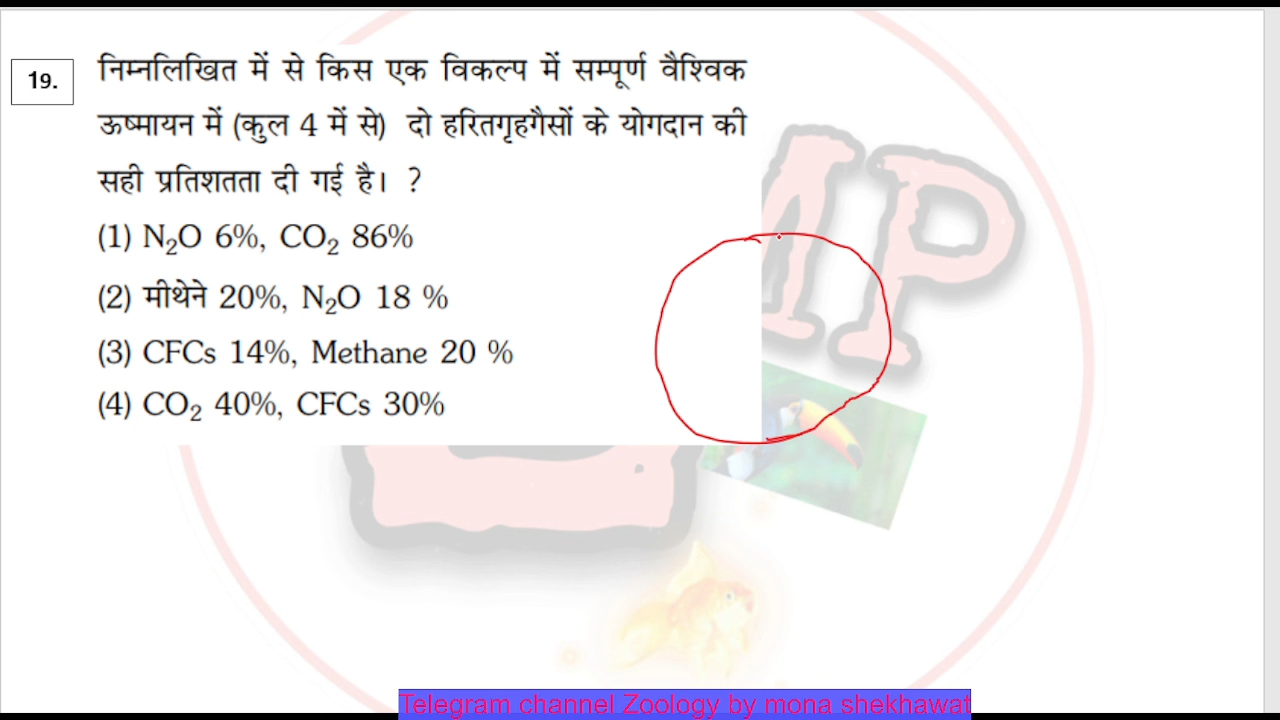 19.
निम्नलिखित में से किस एक विकल्प में सम्पूर्ण वैश्विक
ऊष्मायन में (कुल 4 में से) दो हरितगृहगैसों के योगदान की
सही प्रतिशतता दी गई है। ?
(1) N₂O 6%, CO₂ 86%
(2) मीथेने 20%, N₂O 18 %
(3) CFCs 14%, Methane 20 %
(4) CO₂ 40%, CFCs 30%
Telegram channel Zoology by mona shekhawat